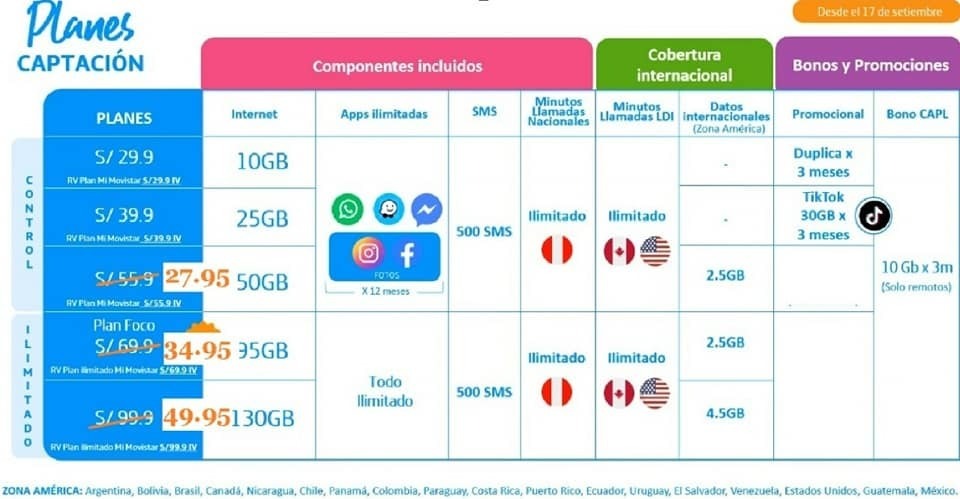 Planes
CAPTACIÓN
Desde el 17 de setiembre
Componentes incluidos
Cobertura
internacional
Bonos y Promociones
PLANES
Internet
Apps ilimitadas
SMS
Minutos
Llamadas
Nacionales
Minutos
Llamadas LDI
Datos
internacionales
(Zona América)
Promocional
Bono CAPL
CONTROL
S/ 29.9
RV Plan Mi Movistar S/29.9 IV
10GB
-
Duplica x
3 meses
S/ 39.9
RV Plan Mi Movistar S/39.9 IV
25GB
-
TikTok
30GB x
3 meses
S/ 55.9 27.95
RV Plan Mi Movistar S/55.9 IV
50GB
FOTOS
X 12 meses
500 SMS
Ilimitado
Ilimitado
2.5GB
10 Gb x 3m
(Solo remotos)
ILIMITADO
Plan Foco
S/ 69.9 34.95
RV Plan ilimitado Mi Movistar S/69.9 IV
95GB
2.5GB
S/ 99.9 49.95
RV Plan ilimitado Mi Movistar S/99.9 IV
130GB
Todo
Ilimitado
500 SMS
Ilimitado
Ilimitado
4.5GB
ZONA AMÉRICA: Argentina, Bolivia, Brasil, Canadá, Nicaragua, Chile, Panamá, Colombia, Paraguay, Costa Rica, Puerto Rico, Ecuador, Uruguay, El Salvador, Venezuela, Estados Unidos, Guatemala, México.